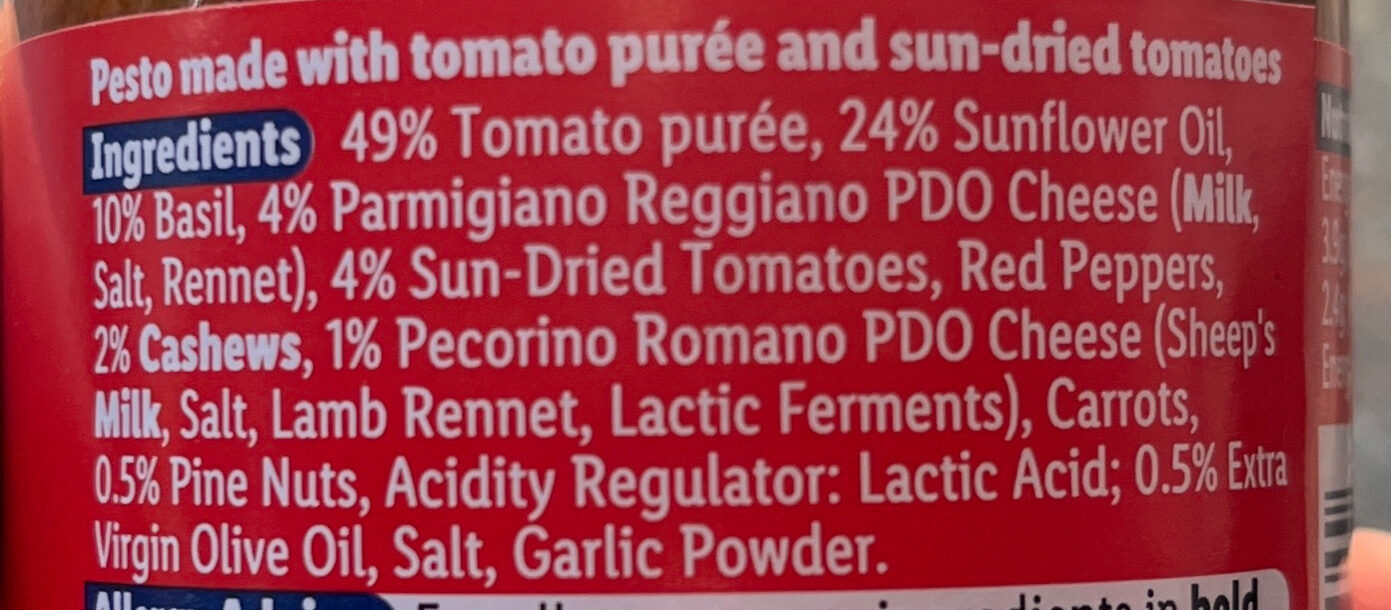 Pesto made with tomato purée and sun-dried tomatoes
Ingredients 49% Tomato purée, 24% Sunflower Oil,
10% Basil, 4% Parmigiano Reggiano PDO Cheese (Milk,
Salt, Rennet), 4% Sun-Dried Tomatoes, Red Peppers,
2% Cashews, 1% Pecorino Romano PDO Cheese (Sheep's
Milk, Salt, Lamb Rennet, Lactic Ferments), Carrots,
0.5% Pine Nuts, Acidity Regulator: Lactic Acid; 0.5% Extra
Virgin Olive Oil, Salt, Garlic Powder.
in bold